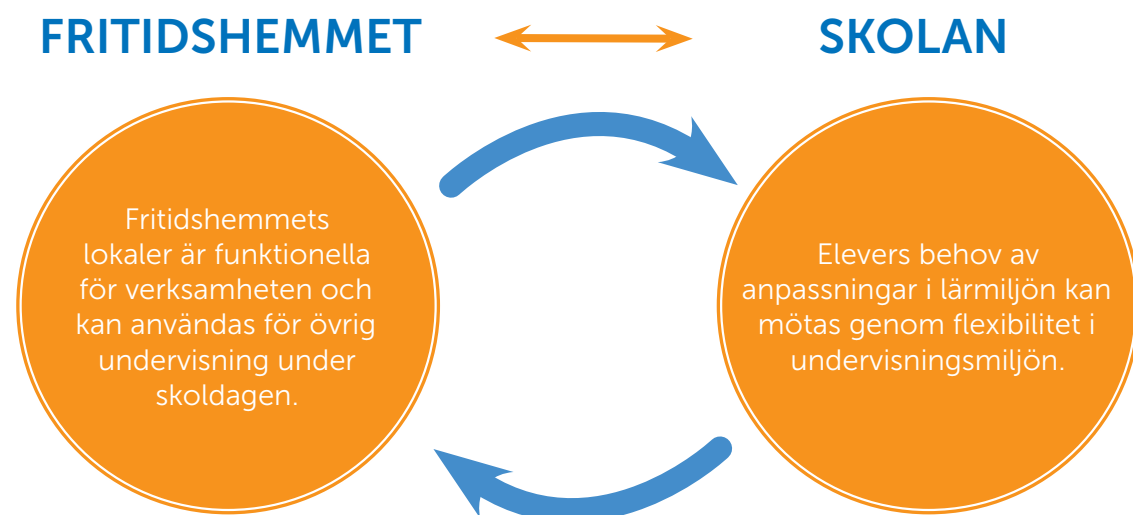 FRITIDSHEMMET
SKOLAN
Fritidshemmets
lokaler är funktionella
för verksamheten och
kan användas för övrig
undervisning under
skoldagen.
Elevers behov av
anpassningar i lärmiljön kan
mötas genom flexibilitet i
undervisningsmiljön.